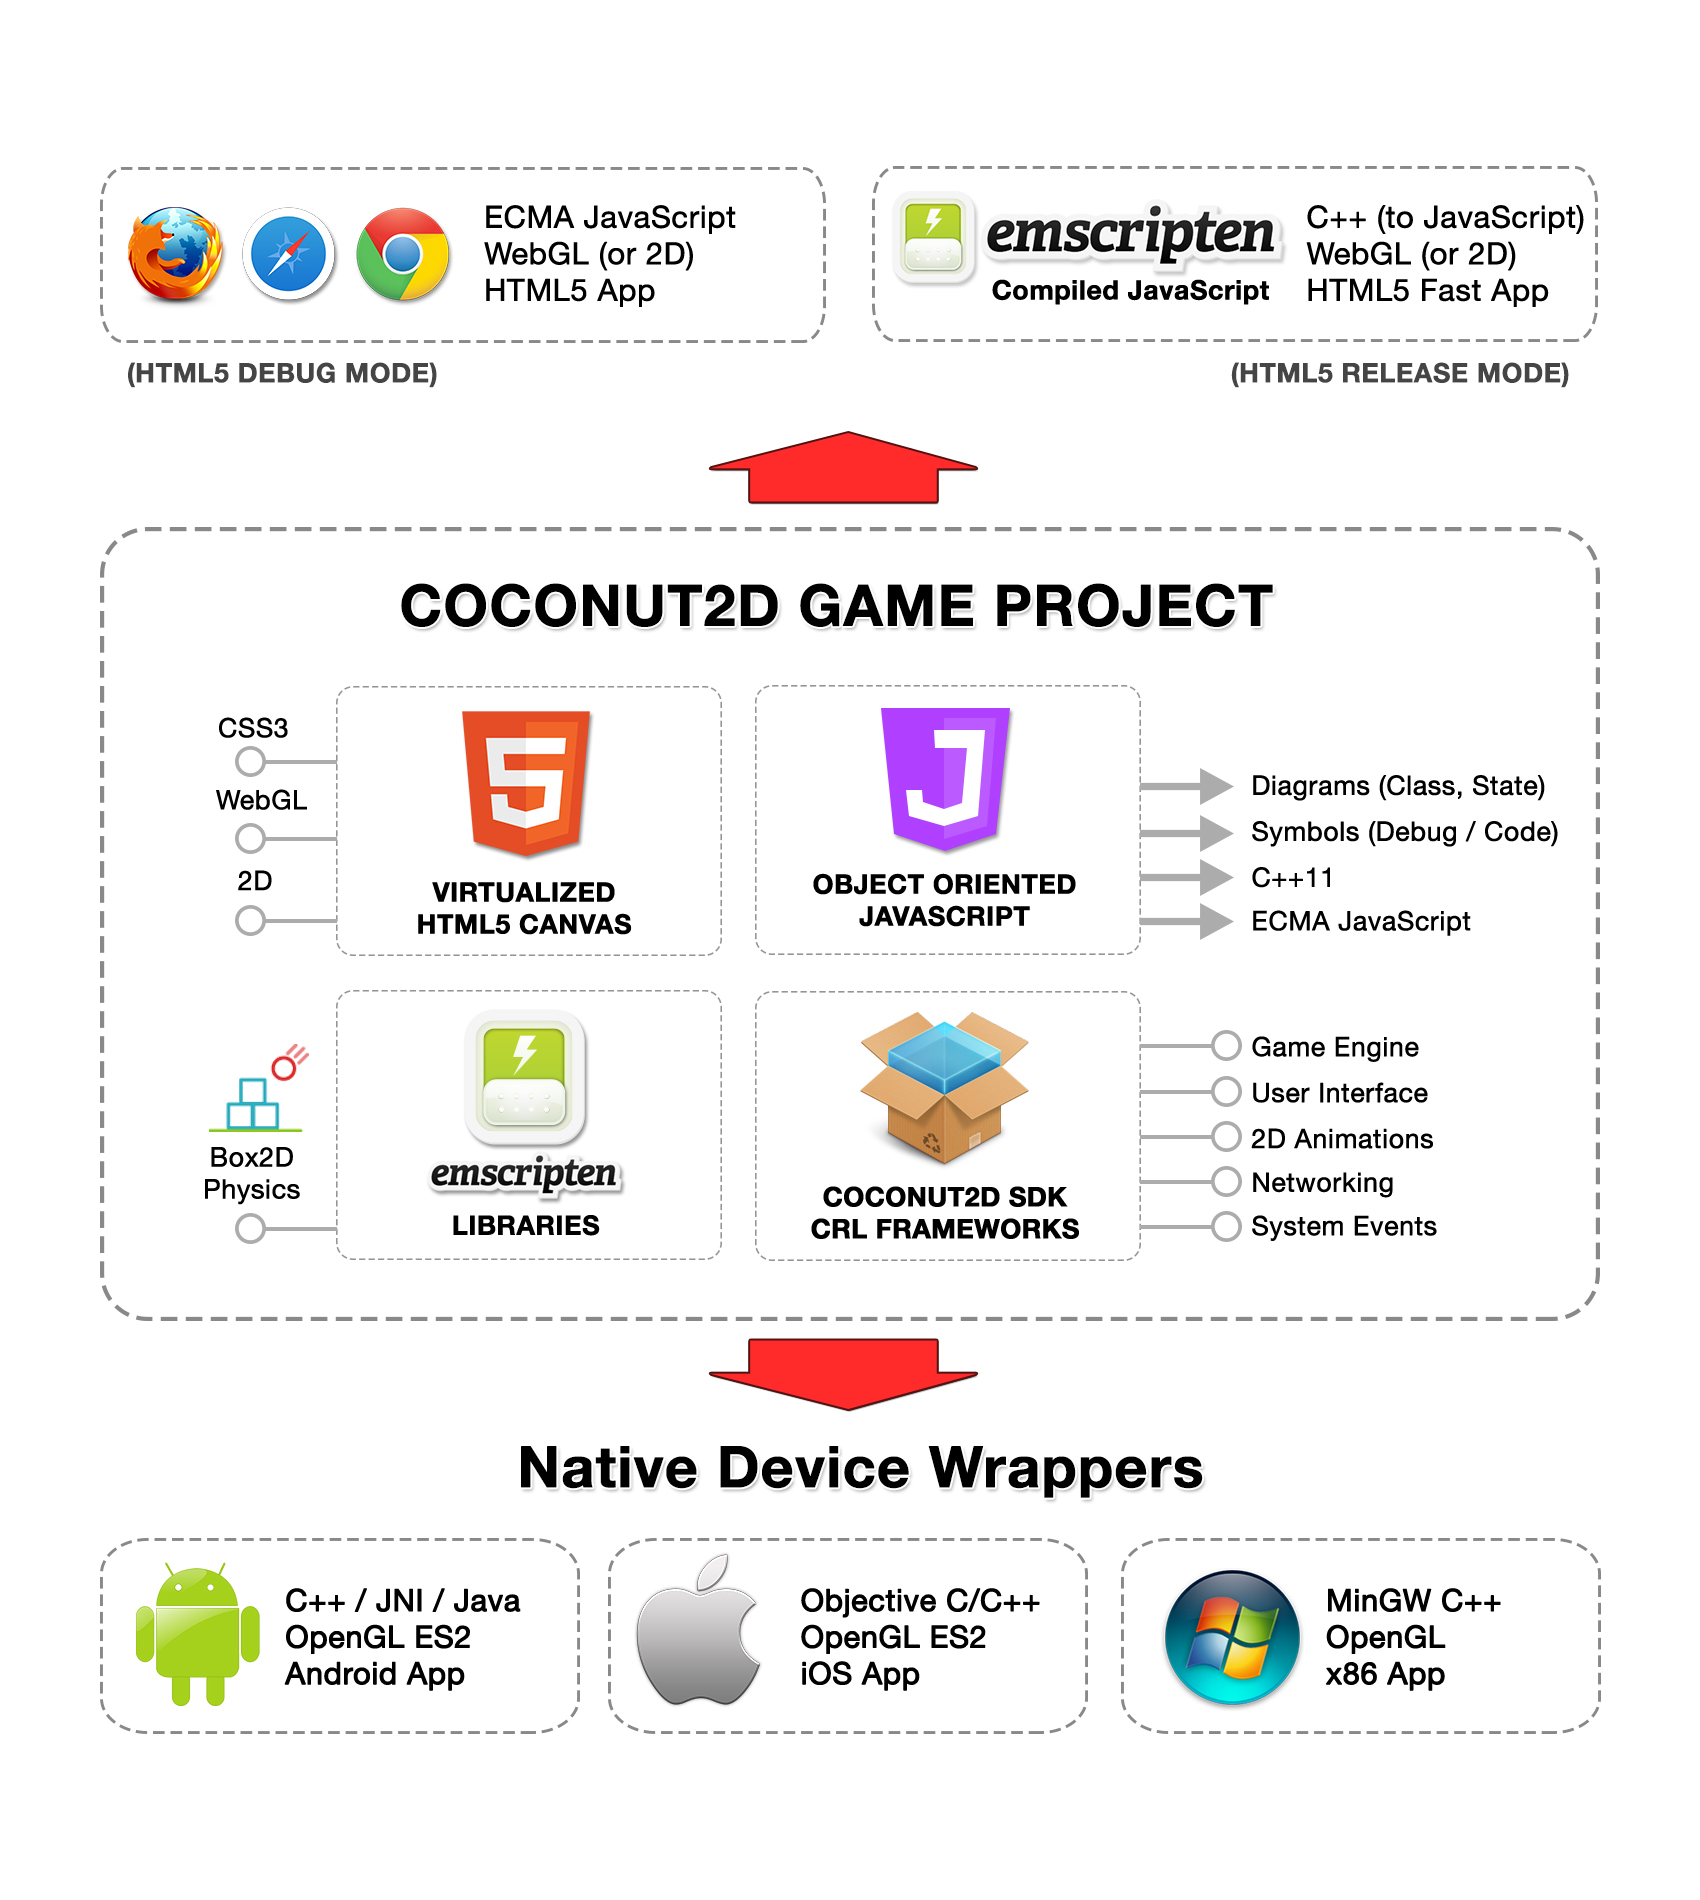 ECMA JavaScript
WebGL (or 2D)
HTML5 App
(HTML5 DEBUG MODE)
emscripten
Compiled JavaScript
C++ (to JavaScript)
WebGL (or 2D)
HTML5 Fast App
(HTML5 RELEASE MODE)
COCONUT2D GAME PROJECT
CSS3
WebGL
2D
VIRTUALIZED
HTML5 CANVAS
OBJECT ORIENTED
JAVASCRIPT
Diagrams (Class, State)
Symbols (Debug / Code)
C++11
ECMA JavaScript
Box2D
Physics
emscripten
LIBRARIES
COCONUT2D SDK
CRL FRAMEWORKS
Game Engine
User Interface
2D Animations
Networking
System Events
Native Device Wrappers
C++ / JNI / Java
OpenGL ES2
Android App
Objective C/C++
OpenGL ES2
iOS App
MinGW C++
OpenGL
x86 App